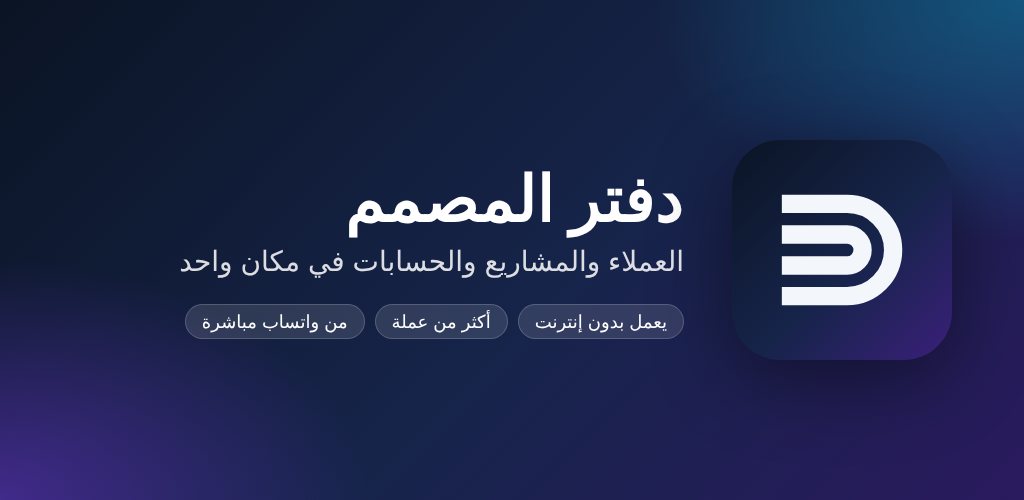 دفتر المصمم
العملاء والمشاريع والحسابات في مكان واحد
يعمل بدون إنترنت
أكثر من عملة
من واتساب مباشرة